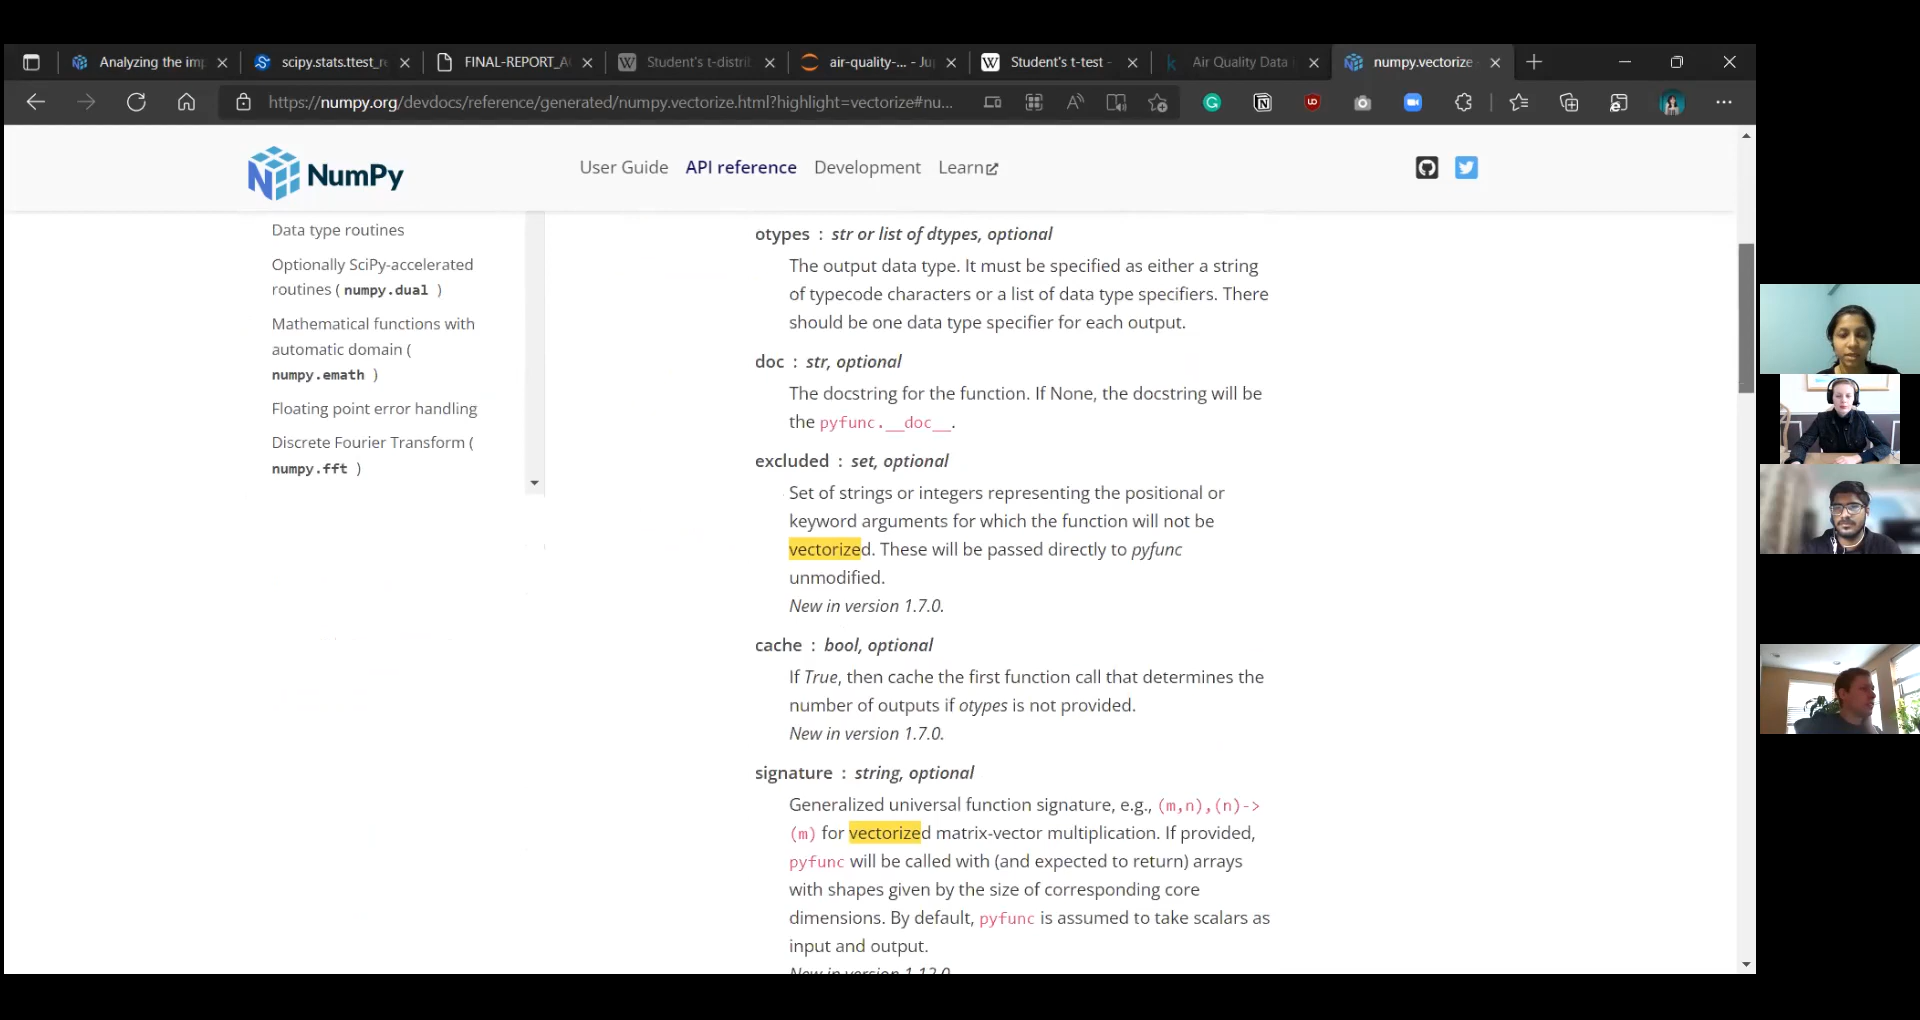 Analyzing the imp
scipy.stats.ttest_re
FINAL-REPORT_A
Student's t-distri
air-quality-... - Ju
Student's t-test -
Air Quality Data
numpy.vectorize
https://numpy.org/devdocs/reference/generated/numpy.vectorize.html?highlight=vectorize#nu...
NumPy
User Guide
API reference
Development
Learn
Data type routines
Optionally SciPy-accelerated
routines ( numpy.dual )
Mathematical functions with
automatic domain (
numpy.emath )
Floating point error handling
Discrete Fourier Transform (
numpy.fft )
otypes : str or list of dtypes, optional
The output data type. It must be specified as either a string
of typecode characters or a list of data type specifiers. There
should be one data type specifier for each output.
doc : str, optional
The docstring for the function. If None, the docstring will be
the pyfunc.__doc__.
excluded : set, optional
Set of strings or integers representing the positional or
keyword arguments for which the function will not be
vectorized. These will be passed directly to pyfunc
unmodified.
New in version 1.7.0.
cache : bool, optional
If True, then cache the first function call that determines the
number of outputs if otypes is not provided.
New in version 1.7.0.
signature : string, optional
Generalized universal function signature, e.g., (m,n),(n)->
(m) for vectorized matrix-vector multiplication. If provided,
pyfunc will be called with (and expected to return) arrays
with shapes given by the size of corresponding core
dimensions. By default, pyfunc is assumed to take scalars as
input and output.
New in version 1.12.0